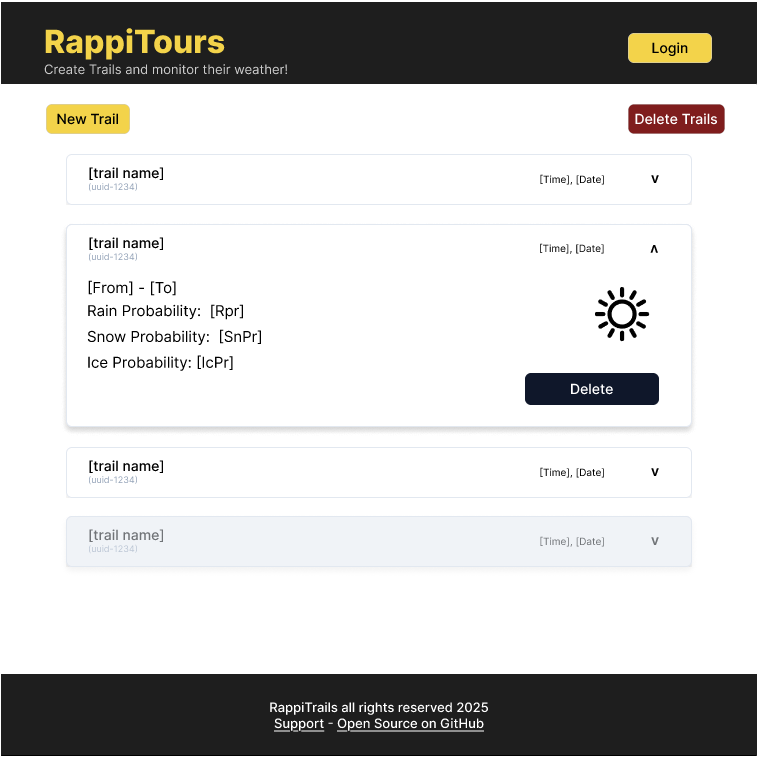 RappiTours
Create Trails and monitor their weather!
Login
New Trail
Delete Trails
[trail name]
(uuid-1234)
[Time], [Date]
v
[trail name]
(uuid-1234)
[Time], [Date]
ʌ
[From] - [To]
Rain Probability:  [Rpr]
Snow Probability:  [SnPr]
Ice Probability: [IcPr]
Delete
[trail name]
(uuid-1234)
[Time], [Date]
v
[trail name]
(uuid-1234)
[Time], [Date]
v
RappiTrails all rights reserved 2025
Support - Open Source on GitHub